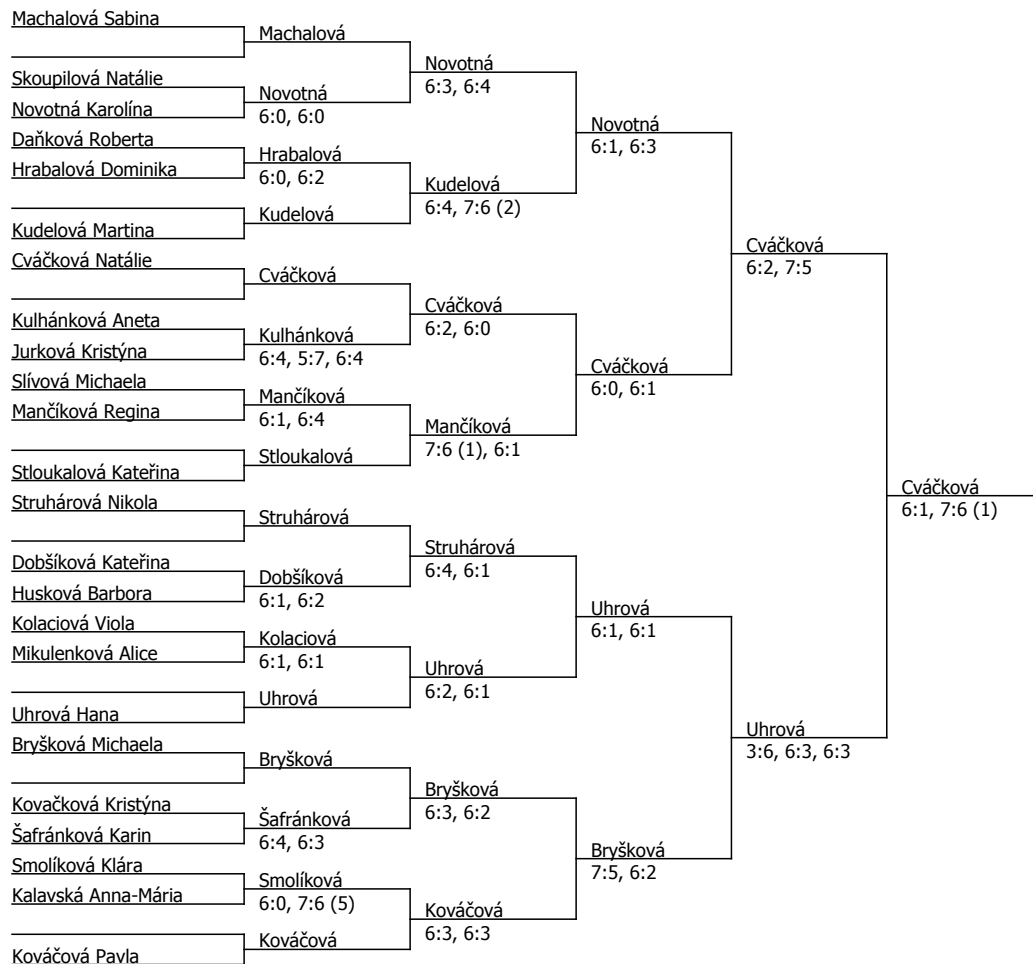 Machalová Sabina
Skoupilová Natálie
Novotná Karolína
Daňková Roberta
Hrabalová Dominika
Kudelová Martina
Cváčková Natálie
Kulhánková Aneta
Jurková Kristýna
Slívová Michaela
Mančíková Regina
Stloukalová Kateřina
Struhárová Nikola
Dobšíková Kateřina
Husková Barbora
Kolaciová Viola
Mikulenková Alice
Uhrová Hana
Bryšková Michaela
Kovačková Kristýna
Šafránková Karin
Smolíková Klára
Kalavská Anna-Mária
Kováčová Pavla
Machalová
Novotná
6:0, 6:0
Hrabalová
6:0, 6:2
Kudelová
Cváčková
Kulhánková
6:4, 5:7, 6:4
Mančíková
6:1, 6:4
Stloukalová
Struhárová
Dobšíková
6:1, 6:2
Kolaciová
6:1, 6:1
Uhrová
Bryšková
Šafránková
6:4, 6:3
Smolíková
6:0, 7:6 (5)
Kováčová
Novotná
6:3, 6:4
Kudelová
6:4, 7:6 (2)
Cváčková
6:2, 6:0
Mančíková
7:6 (1), 6:1
Struhárová
6:4, 6:1
Uhrová
6:2, 6:1
Bryšková
6:3, 6:2
Kováčová
6:3, 6:3
Novotná
6:1, 6:3
Cváčková
6:0, 6:1
Uhrová
6:1, 6:1
Bryšková
7:5, 6:2
Cváčková
6:2, 7:5
Uhrová
3:6, 6:3, 6:3
Cváčková
6:1, 7:6 (1)